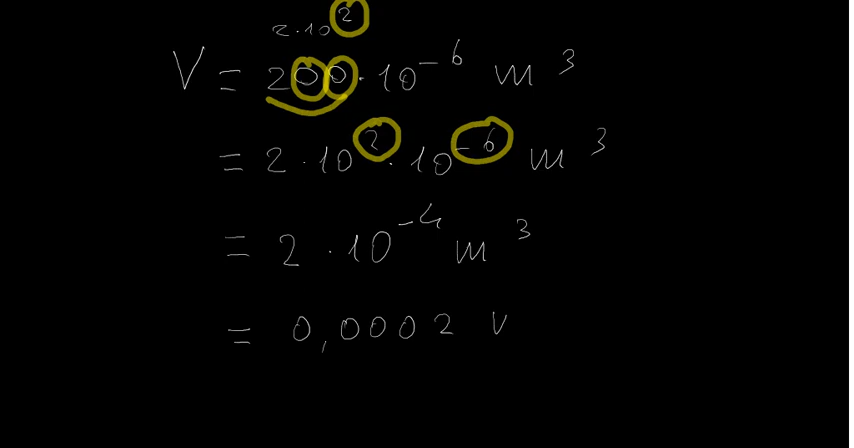 2·10²
V = 200·10⁻⁶ m³
= 2·10²·10⁻⁶ m³
= 2·10⁻⁴ m³
= 0,0002